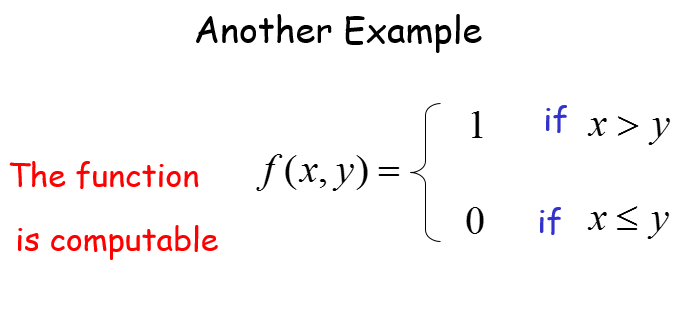 Another Example
1 if x > y
The function f(x, y) =
is computable 0 if x ≤ y